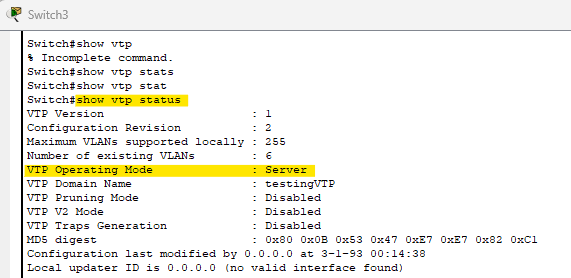 Switch3
Switch#show vtp
% Incomplete command.
Switch#show vtp stats
Switch#show vtp stat
Switch#show vtp status
VTP Version : 1
Configuration Revision : 2
Maximum VLANs supported locally : 255
Number of existing VLANs : 6
VTP Operating Mode : Server
VTP Domain Name : testingVTP
VTP Pruning Mode : Disabled
VTP V2 Mode : Disabled
VTP Traps Generation : Disabled
MD5 digest : 0x80 0x0B 0x53 0x47 0xE7 0xE7 0x82 0xC1
Configuration last modified by 0.0.0.0 at 3-1-93 00:14:38
Local updater ID is 0.0.0.0 (no valid interface found)